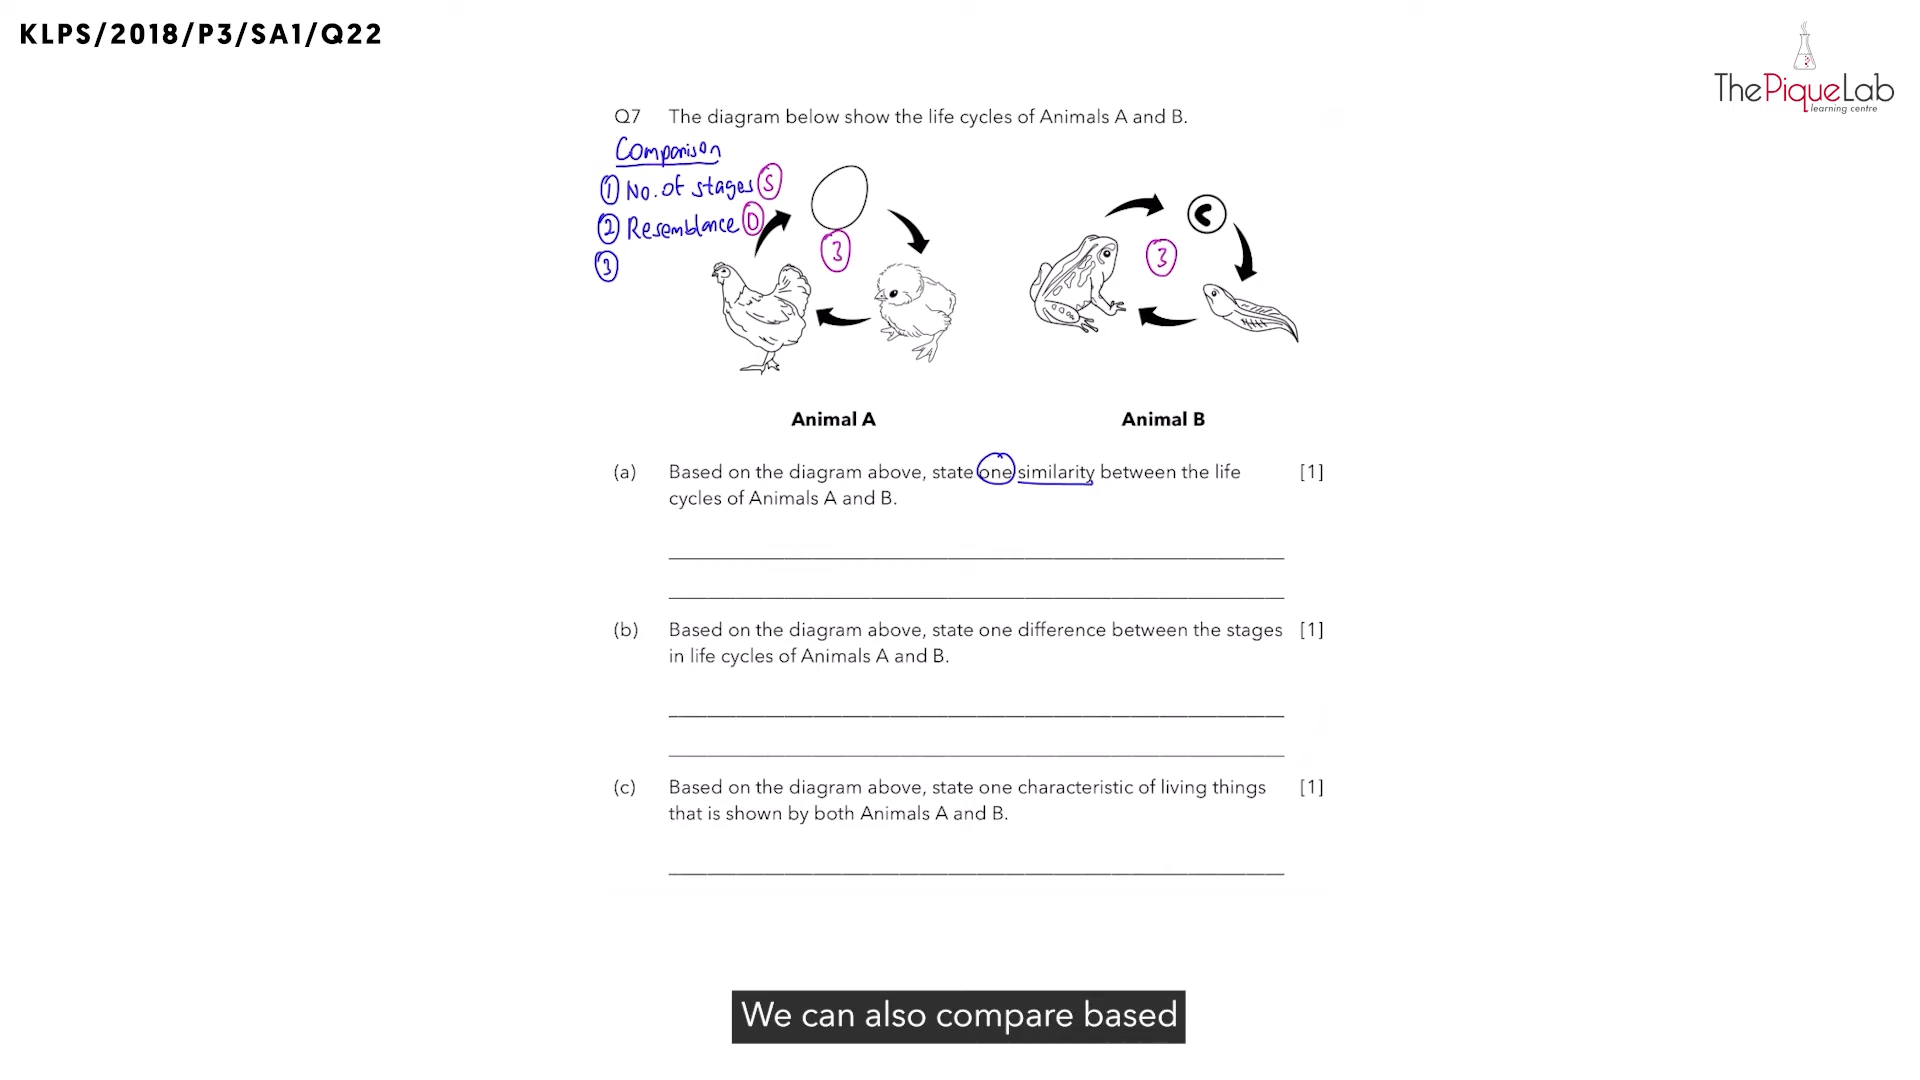 KLPS/2018/P3/SA1/Q22
ThePiqueLab
learning centre
Q7 The diagram below show the life cycles of Animals A and B.
Comparison
① No. of stages Ⓢ
② Resemblance Ⓓ
③
3
3
Animal A
Animal B
(a) Based on the diagram above, state one similarity between the life [1]
cycles of Animals A and B.
(b) Based on the diagram above, state one difference between the stages [1]
in life cycles of Animals A and B.
(c) Based on the diagram above, state one characteristic of living things [1]
that is shown by both Animals A and B.
We can also compare based